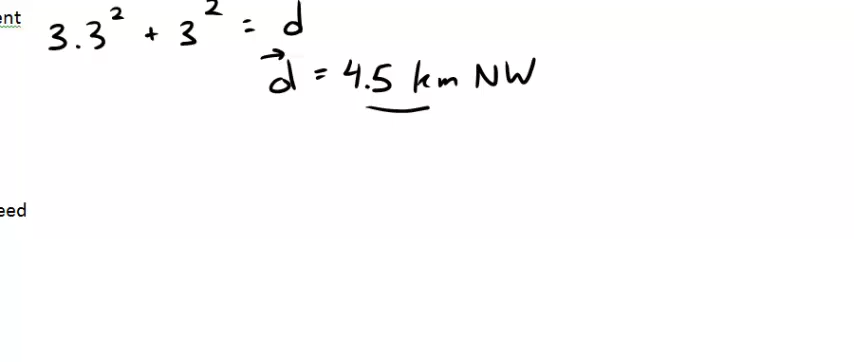 ent
3.3² + 3² = d
d⃗ = 4.5 km NW
eed